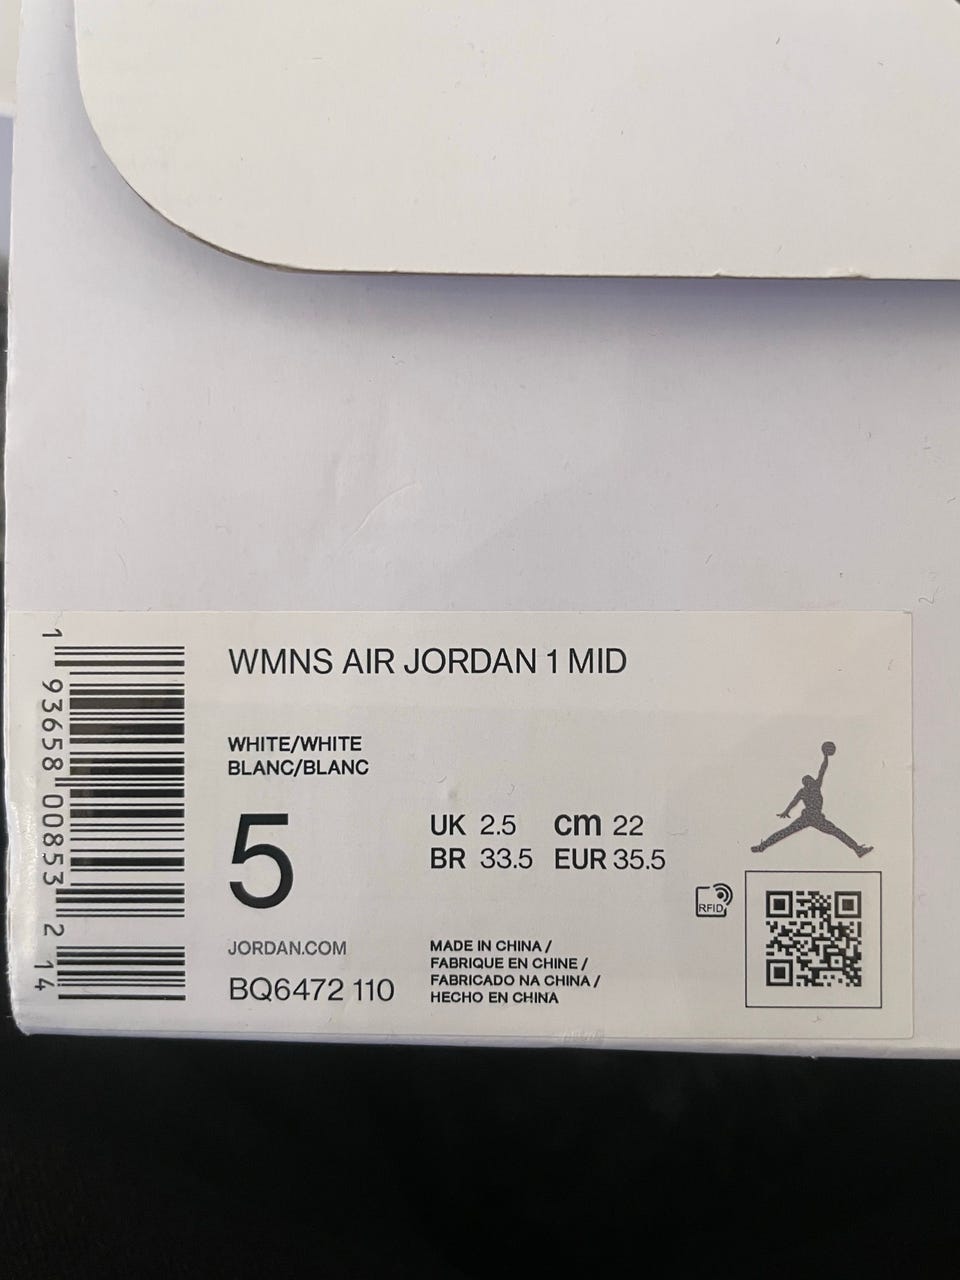 WMNS AIR JORDAN 1 MID
WHITE/WHITE
BLANC/BLANC
5
UK 2.5 cm 22
BR 33.5 EUR 35.5
JORDAN.COM
BQ6472 110
MADE IN CHINA /
FABRIQUE EN CHINE /
FABRICADO NA CHINA /
HECHO EN CHINA
RFID
1 93658 00853 2 14